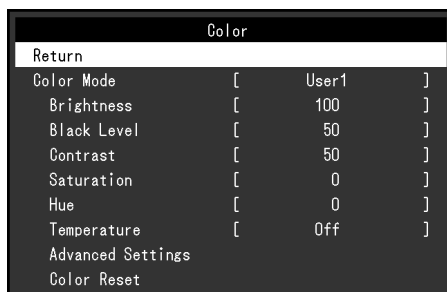 Color
Return
Color Mode [ User1 ]
Brightness [ 100 ]
Black Level [ 50 ]
Contrast [ 50 ]
Saturation [ 0 ]
Hue [ 0 ]
Temperature [ Off ]
Advanced Settings
Color Reset